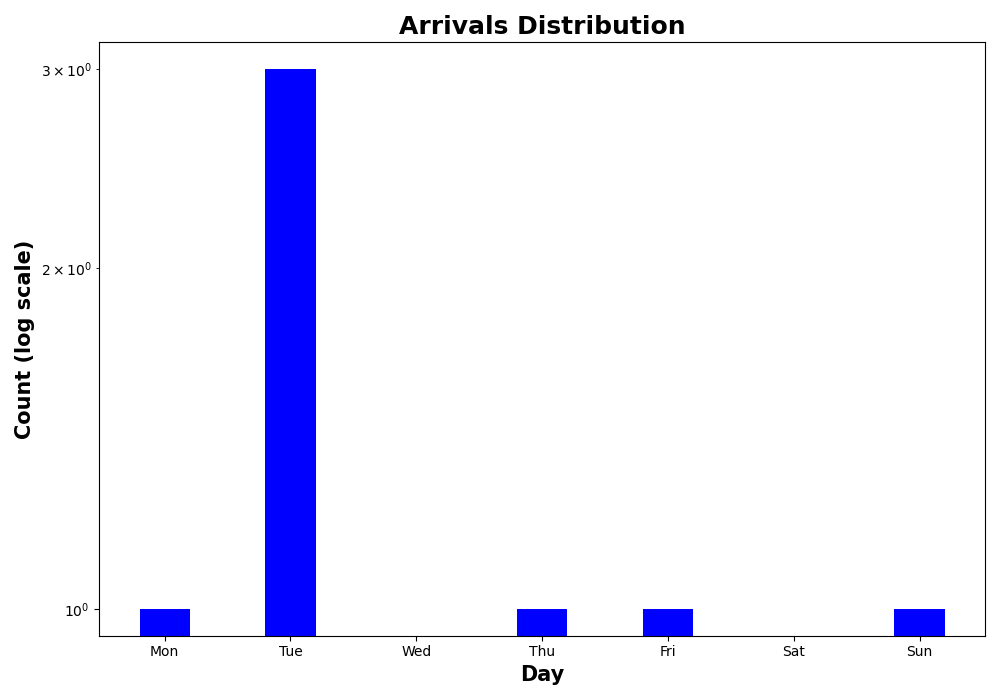 Arrivals Distribution
3 × 10⁰
2 × 10⁰
10⁰
Count (log scale)
Mon Tue Wed Thu Fri Sat Sun
Day